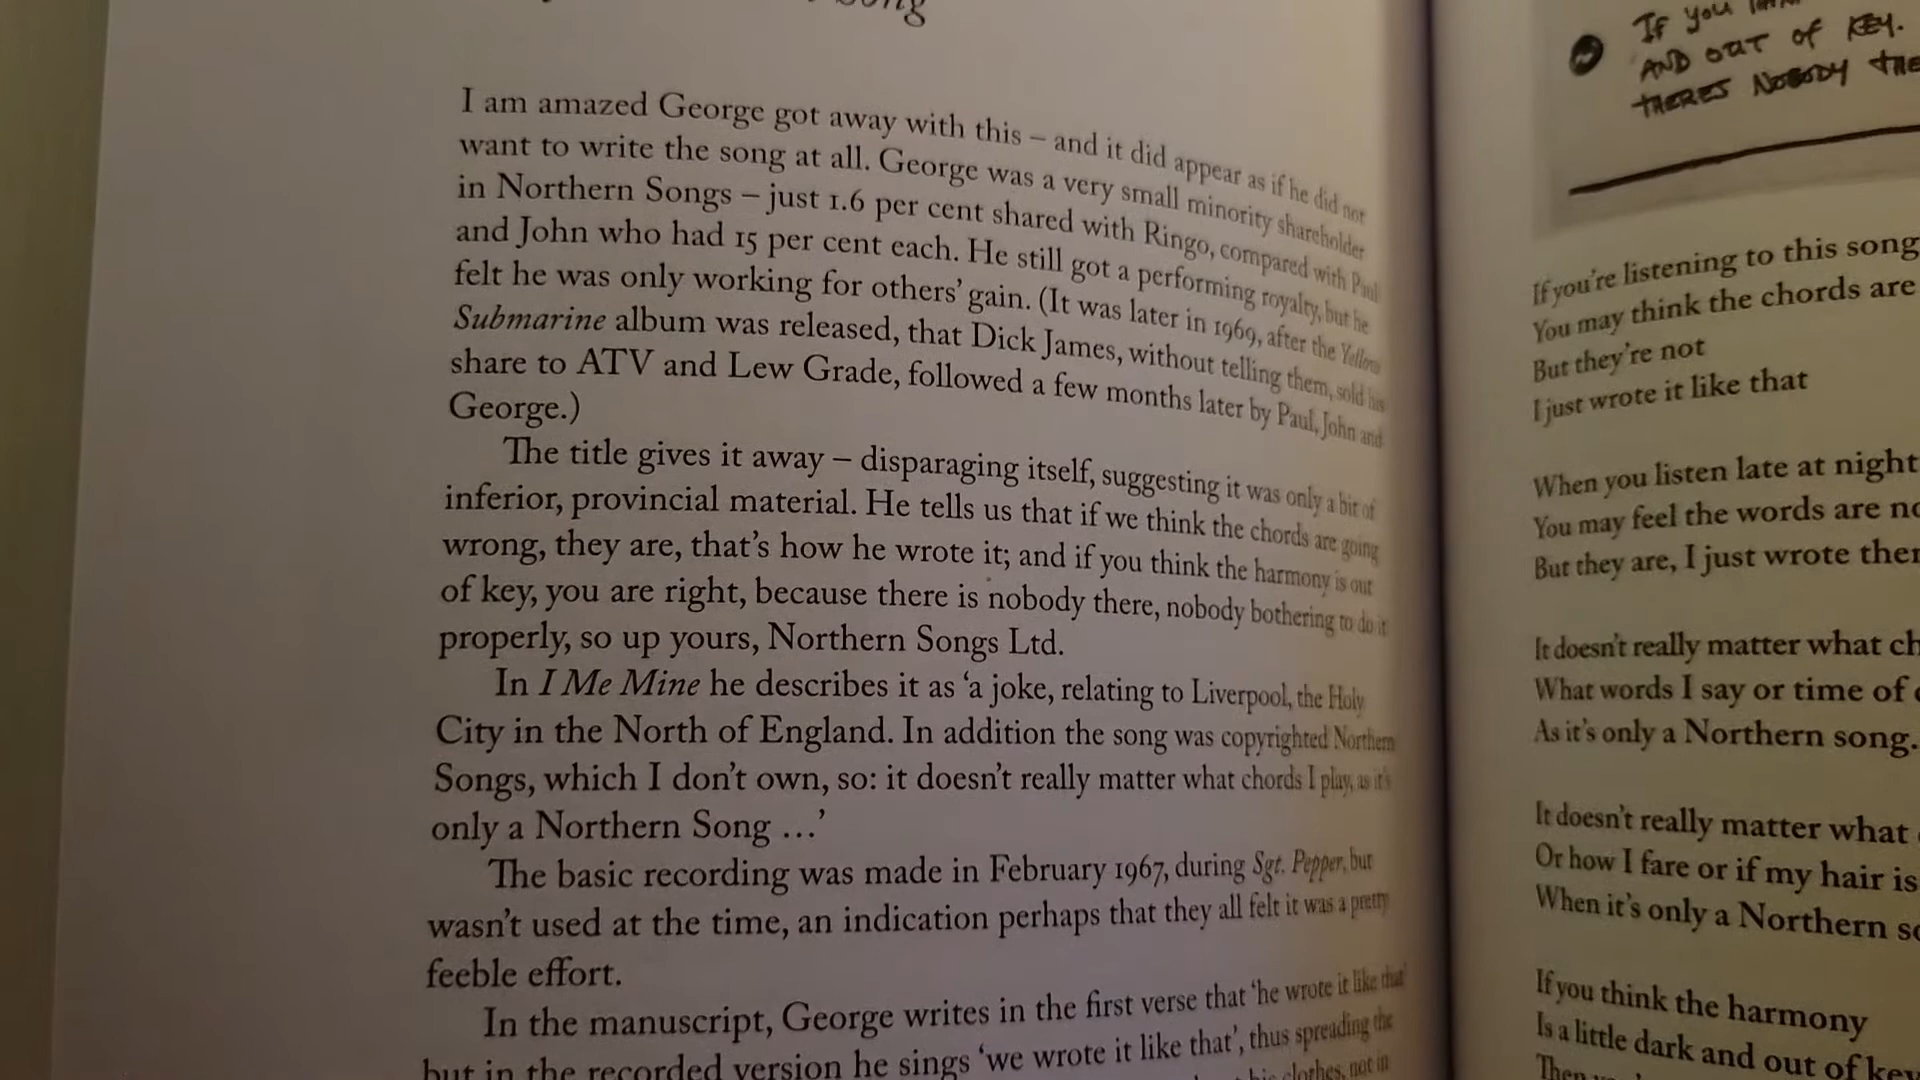 Song
I am amazed George got away with this – and it did appear as if he did not
want to write the song at all. George was a very small minority shareholder
in Northern Songs – just 1.6 per cent shared with Ringo, compared with Paul
and John who had 15 per cent each. He still got a performing royalty, but he
felt he was only working for others' gain. (It was later in 1969, after the Yellow
Submarine album was released, that Dick James, without telling them, sold his
share to ATV and Lew Grade, followed a few months later by Paul, John and
George.)
The title gives it away – disparaging itself, suggesting it was only a bit of
inferior, provincial material. He tells us that if we think the chords are going
wrong, they are, that's how he wrote it; and if you think the harmony is out
of key, you are right, because there is nobody there, nobody bothering to do it
properly, so up yours, Northern Songs Ltd.
In I Me Mine he describes it as 'a joke, relating to Liverpool, the Holy
City in the North of England. In addition the song was copyrighted Northern
Songs, which I don't own, so: it doesn't really matter what chords I play, as it's
only a Northern Song ...'
The basic recording was made in February 1967, during Sgt. Pepper, but
wasn't used at the time, an indication perhaps that they all felt it was a pretty
feeble effort.
In the manuscript, George writes in the first verse that 'he wrote it like that'
but in the recorded version he sings 'we wrote it like that', thus spreading the
clothes, not in
IF YOU
AND OUT OF KEY.
THERES NOBODY THE
If you're listening to this song
You may think the chords are
But they're not
I just wrote it like that
When you listen late at night
You may feel the words are
But they are, I just wrote
It doesn't really matter what
What words I say or time of
As it's only a Northern song.
It doesn't really matter what
Or how I fare or if my hair is
When it's only a Northern
If you think the harmony
Is a little dark and out of key
Then